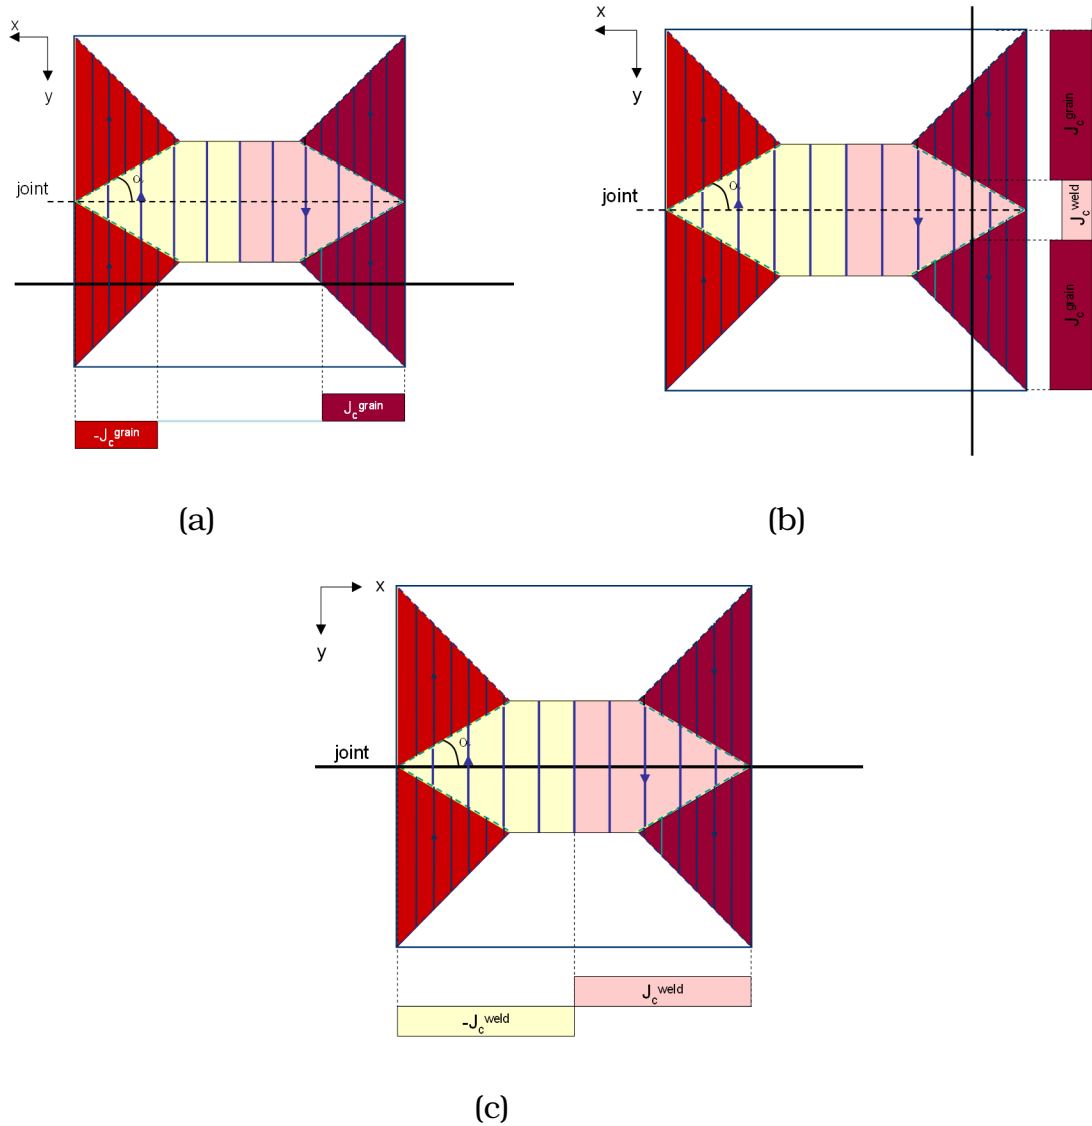 x
y
joint
α
J_c^grain
-J_c^grain
(a)
x
y
joint
α
J_c^grain
J_c^weld
J_c^grain
(b)
x
y
joint
α
J_c^weld
-J_c^weld
(c)